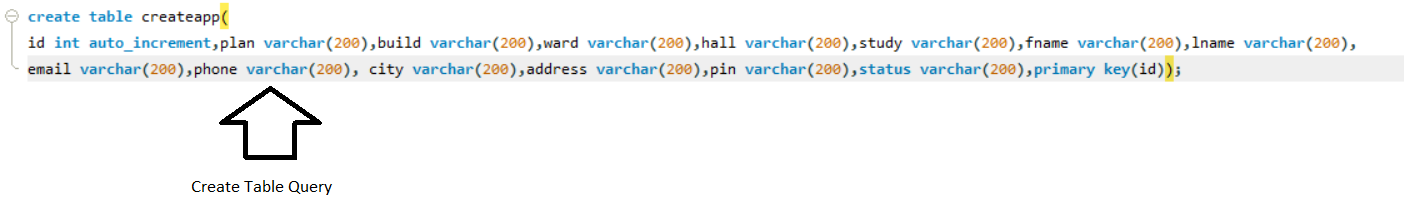 create table createapp(
id int auto_increment,plan varchar(200),build varchar(200),ward varchar(200),hall varchar(200),study varchar(200),fname varchar(200),lname varchar(200),
email varchar(200),phone varchar(200), city varchar(200),address varchar(200),pin varchar(200),status varchar(200),primary key(id));
Create Table Query